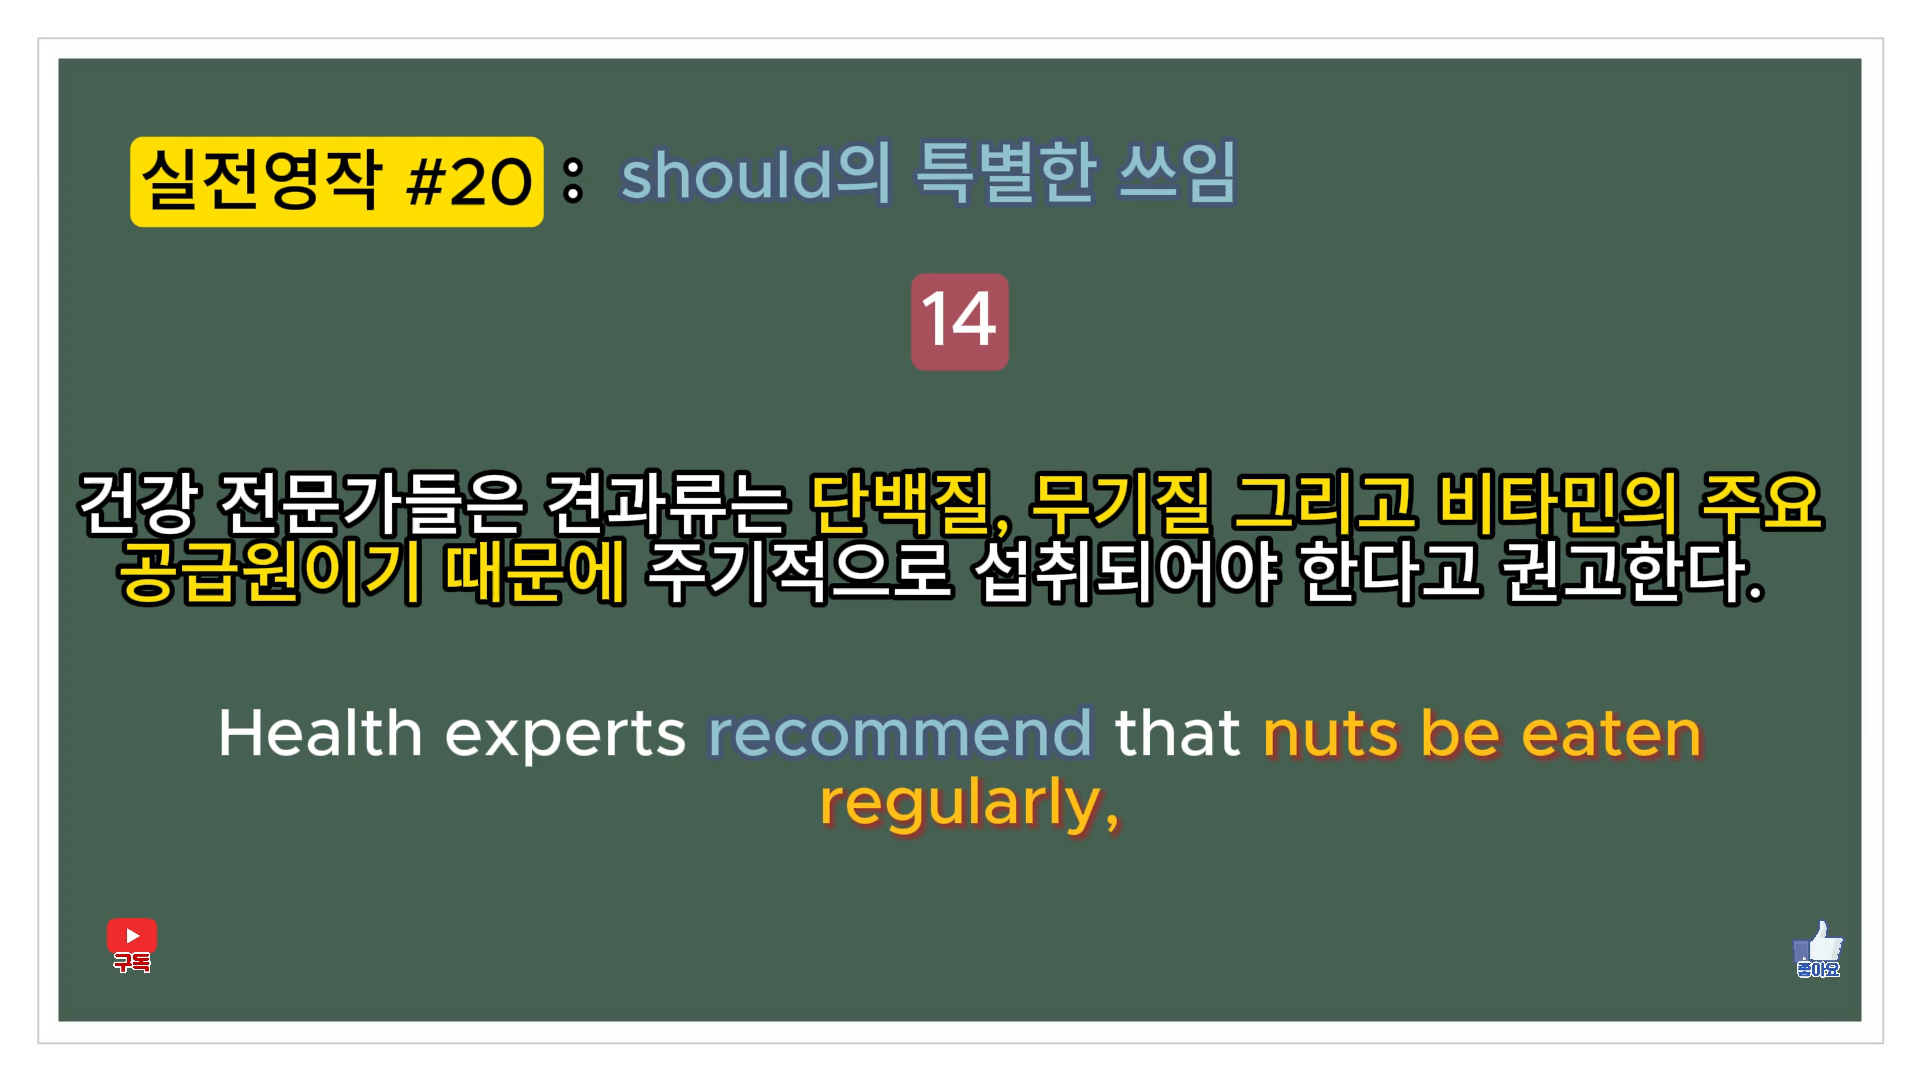 실전영작 #20 : should의 특별한 쓰임
14
건강 전문가들은 견과류는 단백질, 무기질 그리고 비타민의 주요
공급원이기 때문에 주기적으로 섭취되어야 한다고 권고한다.
Health experts recommend that nuts be eaten
regularly,
구독
좋아요